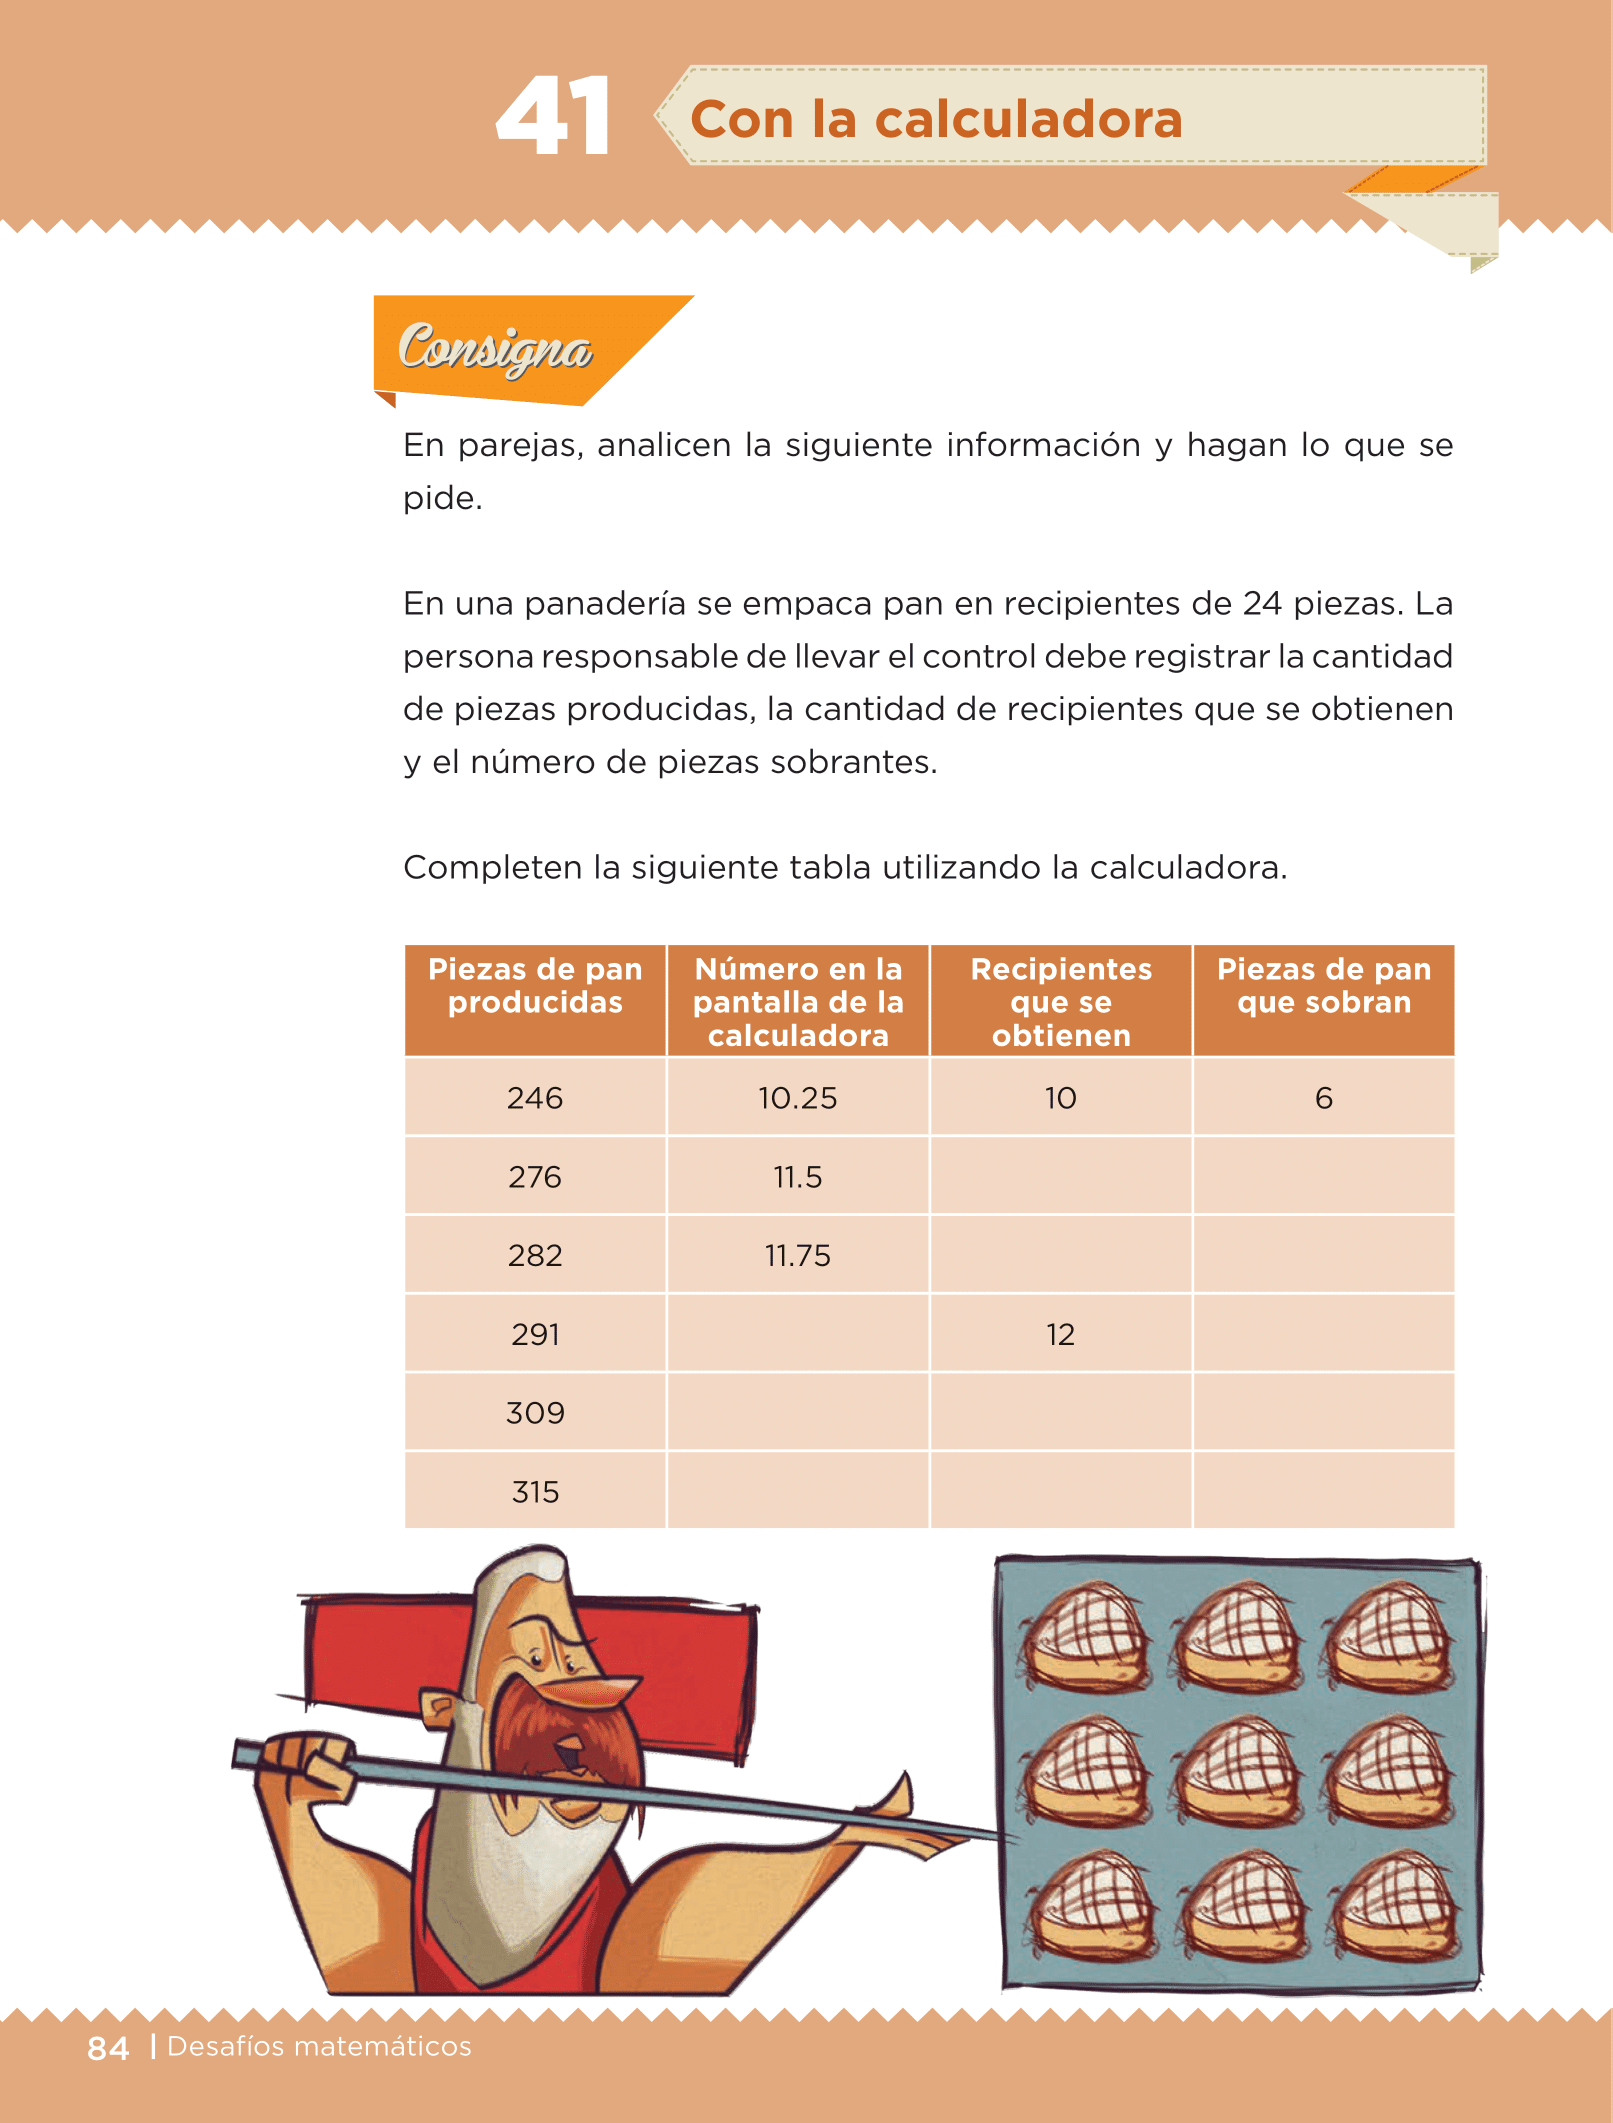 41
Con la calculadora
Consigna
En parejas, analicen la siguiente información y hagan lo que se
pide.
En una panadería se empaca pan en recipientes de 24 piezas. La
persona responsable de llevar el control debe registrar la cantidad
de piezas producidas, la cantidad de recipientes que se obtienen
y el número de piezas sobrantes.
Completen la siguiente tabla utilizando la calculadora.
Piezas de pan producidas | Número en la pantalla de la calculadora | Recipientes que se obtienen | Piezas de pan que sobran
246 10.25 10 6
276 11.5
282 11.75
291 12
309
315
84 | Desafíos matemáticos